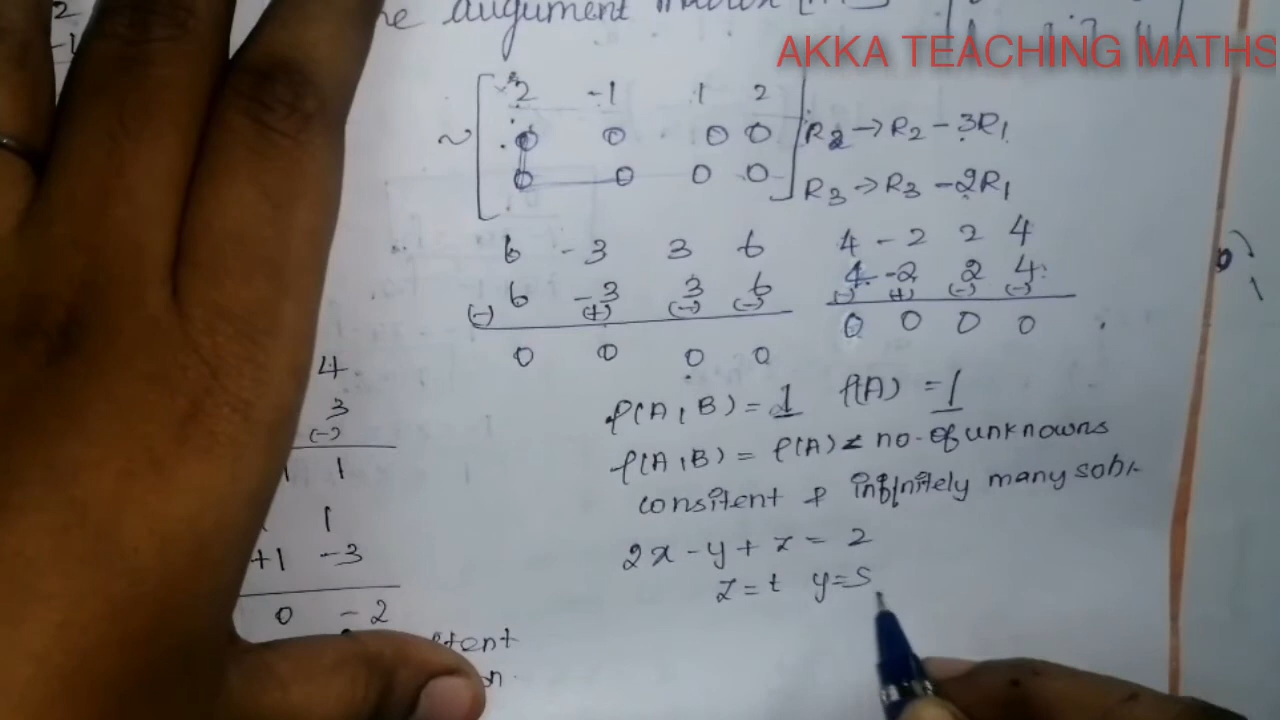 augument
AKKA TEACHING MATHS
~ [ 2 -1 1 2
0 0 0 0 R2 → R2 - 3R1
0 0 0 0 ] R3 → R3 - 2R1
6 -3 3 6
6 -3 3 6
(-) (+) (-) (-)
0 0 0 0
4 -2 2 4
4 -2 2 4
(-) (+) (-) (-)
0 0 0 0
4
3
(-)
1 1
1
+1 -3
0 -2
ρ(A, B) = 1 ρ(A) = 1
ρ(A, B) = ρ(A) < no. of unknowns
consitent & infinitely many soln.
2x - y + z = 2
z = t y = s